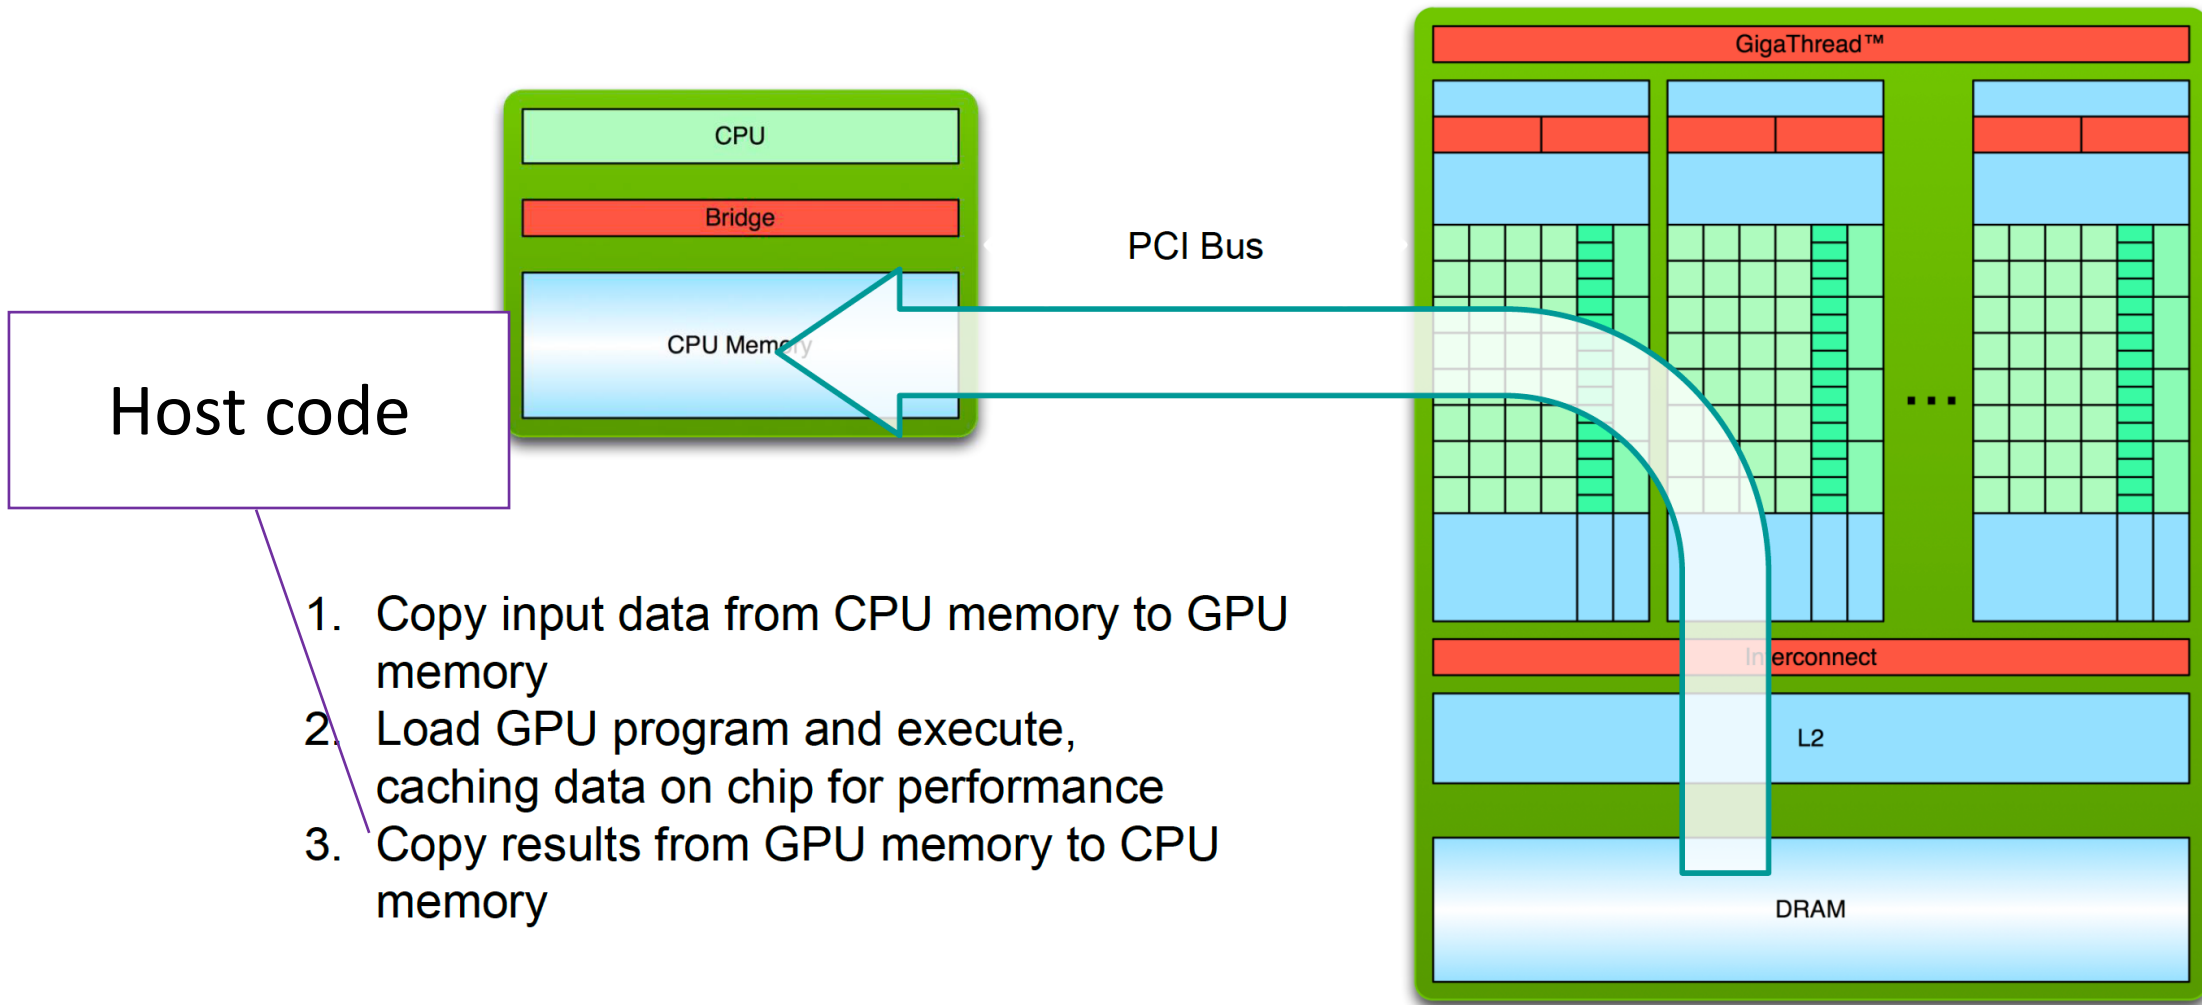 GigaThread™
CPU
Bridge
PCI Bus
CPU Memory
Host code
...
1. Copy input data from CPU memory to GPU
memory
2. Load GPU program and execute,
caching data on chip for performance
3. Copy results from GPU memory to CPU
memory
Interconnect
L2
DRAM